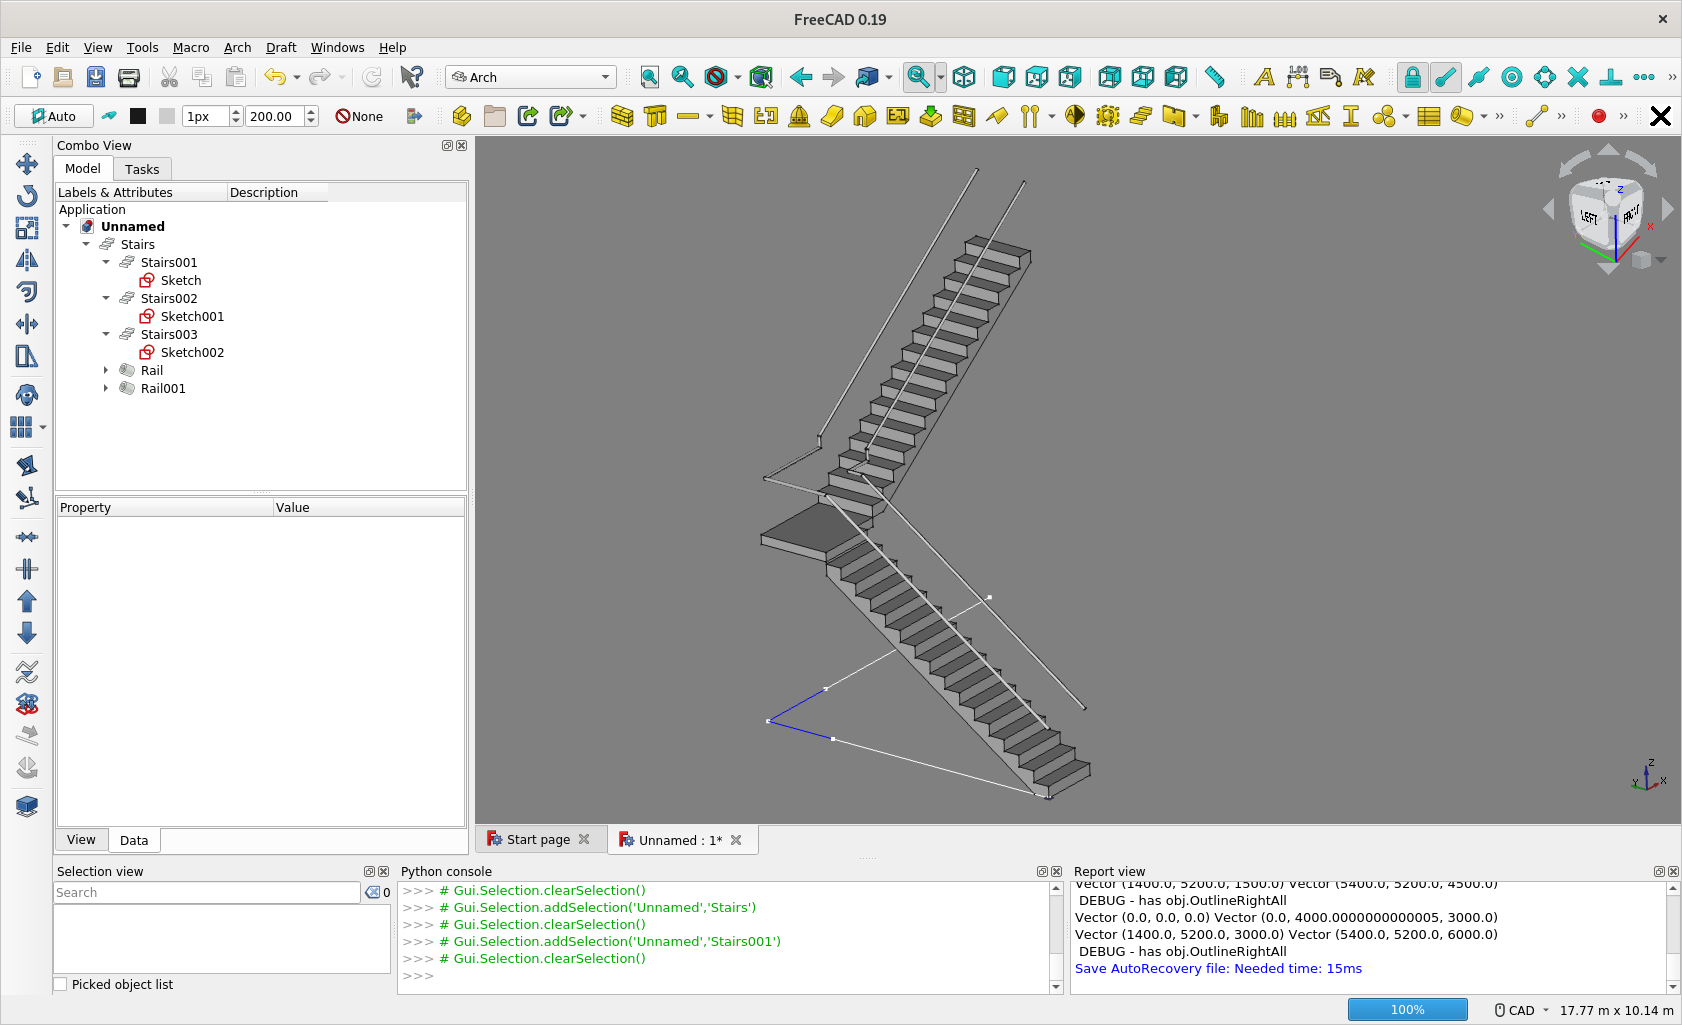 FreeCAD 0.19
File Edit View Tools Macro Arch Draft Windows Help
Arch
1.00
Auto
1px
200.00
None
Combo View
Model Tasks
Labels & Attributes Description
Application
Unnamed
Stairs
Stairs001
Sketch
Stairs002
Sketch001
Stairs003
Sketch002
Rail
Rail001
Property Value
View Data
LEFT
Z
X
Z
Y
X
Start page
Unnamed : 1*
Selection view
Search
0
Picked object list
Python console
>>> # Gui.Selection.clearSelection()
>>> # Gui.Selection.addSelection('Unnamed','Stairs')
>>> # Gui.Selection.clearSelection()
>>> # Gui.Selection.addSelection('Unnamed','Stairs001')
>>> # Gui.Selection.clearSelection()
>>>
Report view
Vector (1400.0, 5200.0, 1500.0) Vector (5400.0, 5200.0, 4500.0)
DEBUG - has obj.OutlineRightAll
Vector (0.0, 0.0, 0.0) Vector (0.0, 4000.0000000000005, 3000.0)
Vector (1400.0, 5200.0, 3000.0) Vector (5400.0, 5200.0, 6000.0)
DEBUG - has obj.OutlineRightAll
Save AutoRecovery file: Needed time: 15ms
100%
CAD
17.77 m x 10.14 m